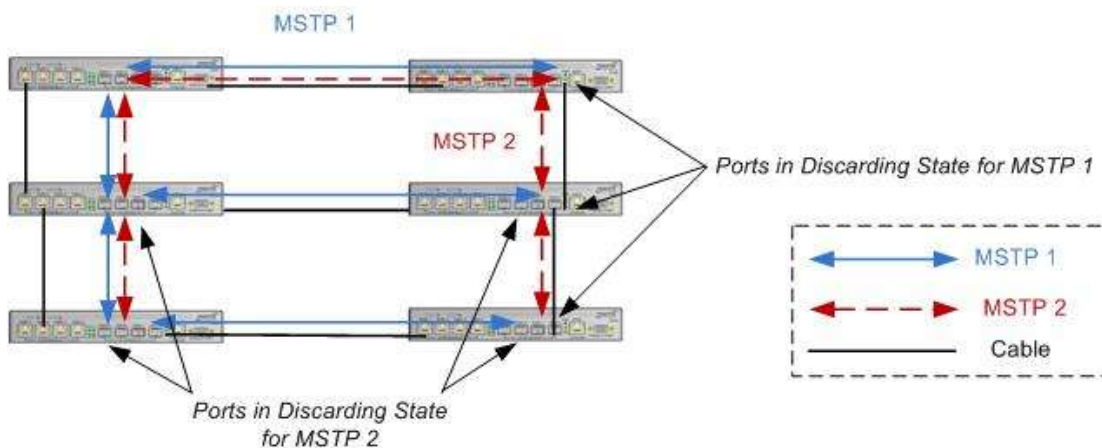 MSTP 1
MSTP 2
Ports in Discarding State for MSTP 1
MSTP 1
MSTP 2
Cable
Ports in Discarding State
for MSTP 2